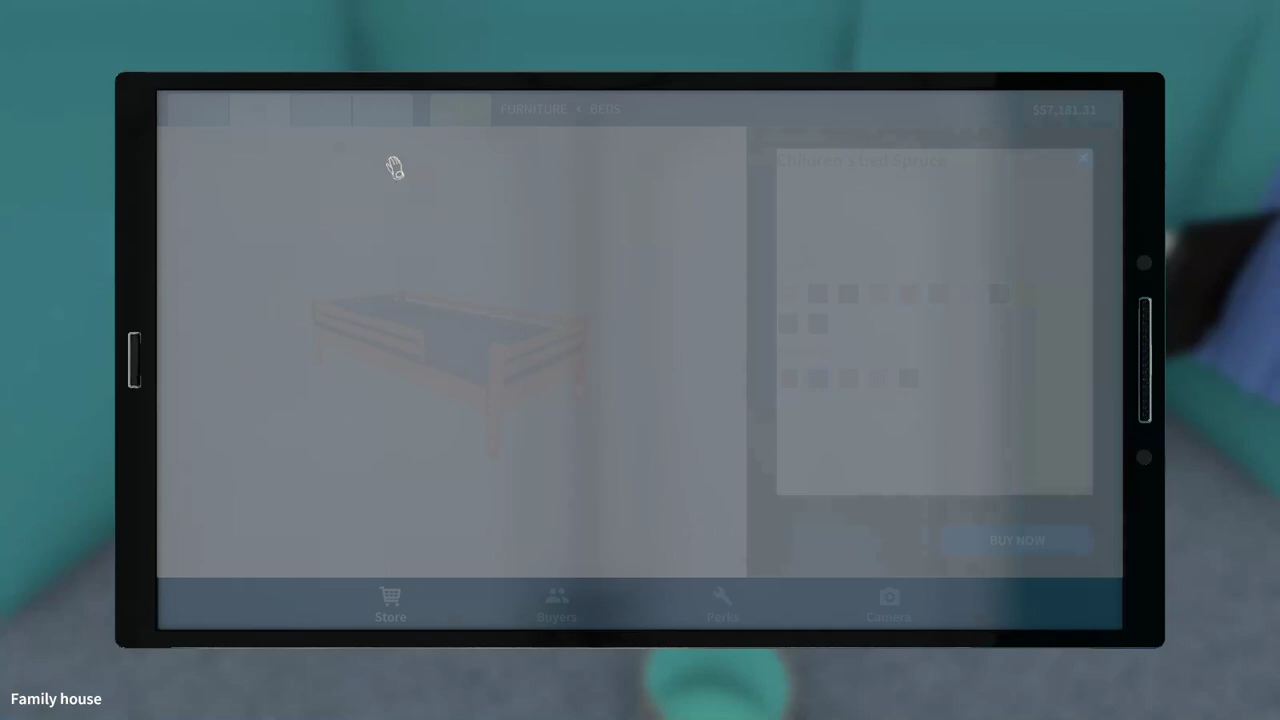 FURNITURE < BEDS
$57,181.31
Children's bed Spruce
BUY NOW
Store
Buyers
Perks
Camera
Family house